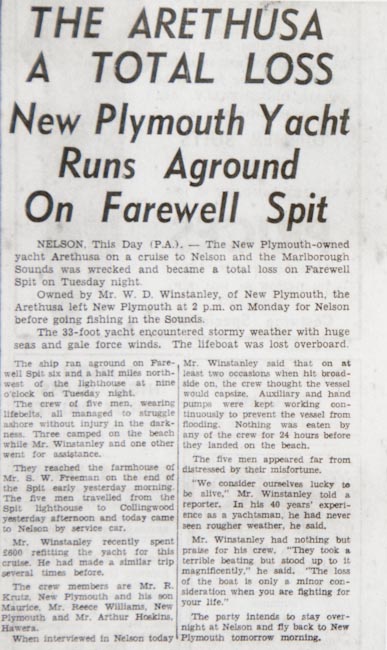 THE ARETHUSA
A TOTAL LOSS
New Plymouth Yacht
Runs Aground
On Farewell Spit
NELSON, This Day (P.A.). — The New Plymouth-owned
yacht Arethusa on a cruise to Nelson and the Marlborough
Sounds was wrecked and became a total loss on Farewell
Spit on Tuesday night.
Owned by Mr. W. D. Winstanley, of New Plymouth, the
Arethusa left New Plymouth at 2 p.m. on Monday for Nelson
before going fishing in the Sounds.
The 33-foot yacht encountered stormy weather with huge
seas and gale force winds. The lifeboat was lost overboard.
The ship ran aground on Fare-
well Spit six and a half miles north-
west of the lighthouse at nine
o'clock on Tuesday night.
The crew of five men, wearing
lifebelts, all managed to struggle
ashore without injury in the dark-
ness. Three camped on the beach
while Mr. Winstanley and one other
went for assistance.
They reached the farmhouse of
Mr. S. W. Freeman on the end of
the Spit early yesterday morning.
The five men travelled from the
Spit lighthouse to Collingwood
yesterday afternoon and today came
to Nelson by service car.
Mr. Winstanley recently spent
£600 refitting the yacht for this
cruise. He had made a similar trip
several times before.
The crew members are Mr. R.
Krutz, New Plymouth and his son
Maurice, Mr. Reece Williams, New
Plymouth and Mr. Arthur Hoskins,
Hawera.
When interviewed in Nelson today
Mr. Winstanley said that on at
least two occasions when hit broad-
side on, the crew thought the vessel
would capsize. Auxiliary and hand
pumps were kept working con-
tinuously to prevent the vessel from
flooding. Nothing was eaten by
any of the crew for 24 hours before
they landed on the beach.
The five men appeared far from
distressed by their misfortune.
"We consider ourselves lucky to
be alive," Mr. Winstanley told a
reporter. In his 40 years' experi-
ence as a yachtsman, he had never
seen rougher weather, he said.
Mr. Winstanley had nothing but
praise for his crew. "They took a
terrible beating but stood up to it
magnificently," he said. "The loss
of the boat is only a minor con-
sideration when you are fighting for
your life."
The party intends to stay over-
night at Nelson and fly back to New
Plymouth tomorrow morning.